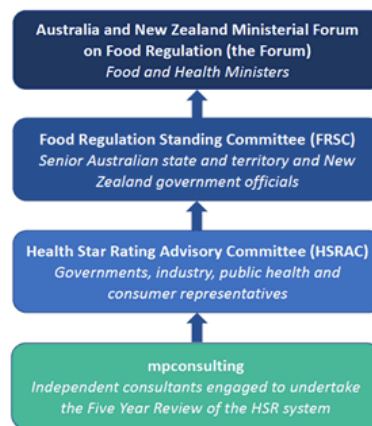 Australia and New Zealand Ministerial Forum
on Food Regulation (the Forum)
Food and Health Ministers
Food Regulation Standing Committee (FRSC)
Senior Australian state and territory and New
Zealand government officials
Health Star Rating Advisory Committee (HSRAC)
Governments, industry, public health and
consumer representatives
mpconsulting
Independent consultants engaged to undertake
the Five Year Review of the HSR system